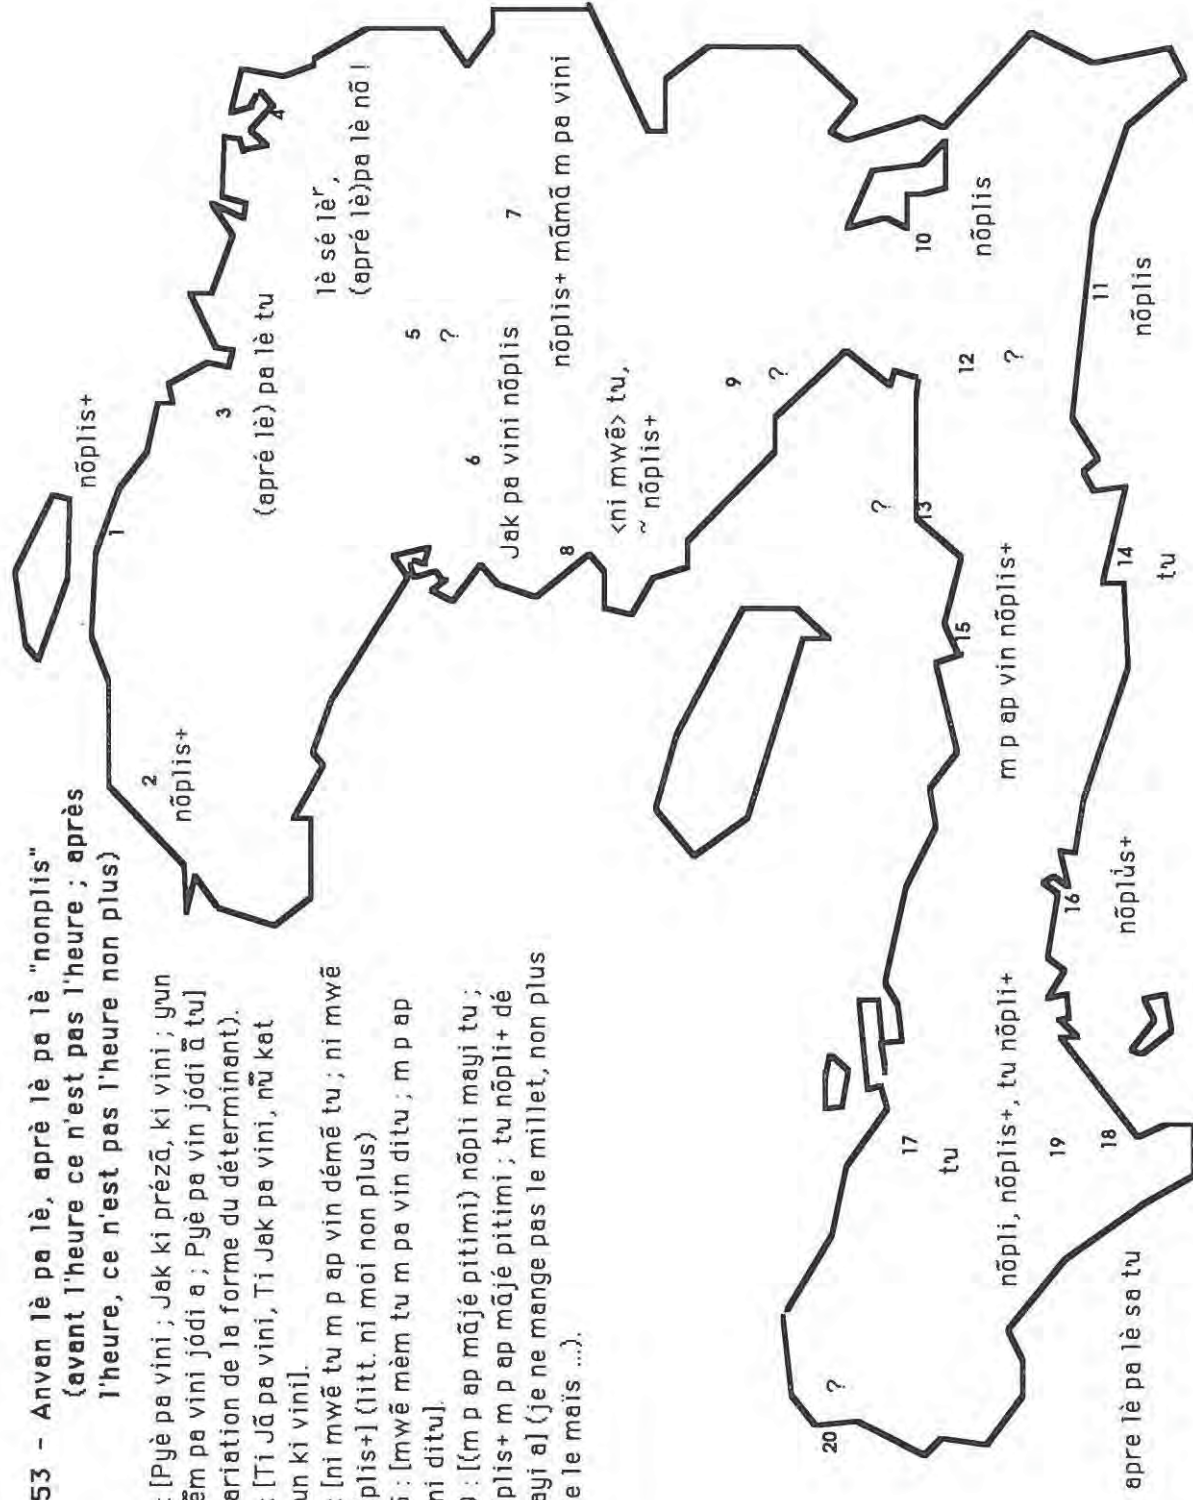 53 - Anvan lè pa lè, aprè lè pa lè "nonplis"
(avant l'heure ce n'est pas l'heure ; après
l'heure, ce n'est pas l'heure non plus)
: [Pyè pa vini ; Jak ki prézã, ki vini ; yun
pa vini jódi a ; Pyè pa vin jódi ã tu]
ariation de la forme du déterminant).
: [Ti Jã pa vini, Ti Jak pa vini, kat
un ki vini].
: [ni mwẽ tu m p ap vin démẽ tu ; ni mwẽ
plis+] (litt. ni moi non plus)
i : [mwẽ mèm tu m pa vin ditu ; m p ap
ni ditu].
: [(m p ap mãjé pitimi) nõpli mayi tu ;
plis+ m p ap mãjé pitimi ; tu nõpli+ dé
ayi a] (je ne mange pas le millet, non plus
e le maïs ...).
nõplis+
1
2
nõplis+
3
(apré lè) pa lè tu
4
lè sé lèʳ,
(apré lè)pa lè nõ !
5
?
6
Jak pa vini nõplis
7
nõplis+ mãmã m pa vini
8
<ni mwẽ> tu,
~ nõplis+
9
?
10
nõplis
11
nõplis
12
?
13
?
14
tu
15
m p ap vin nõplis+
16
nõplüs+
17
tu
nõpli, nõplis+, tu nõpli+
19
18
20
?
apre lè pa lè sa tu